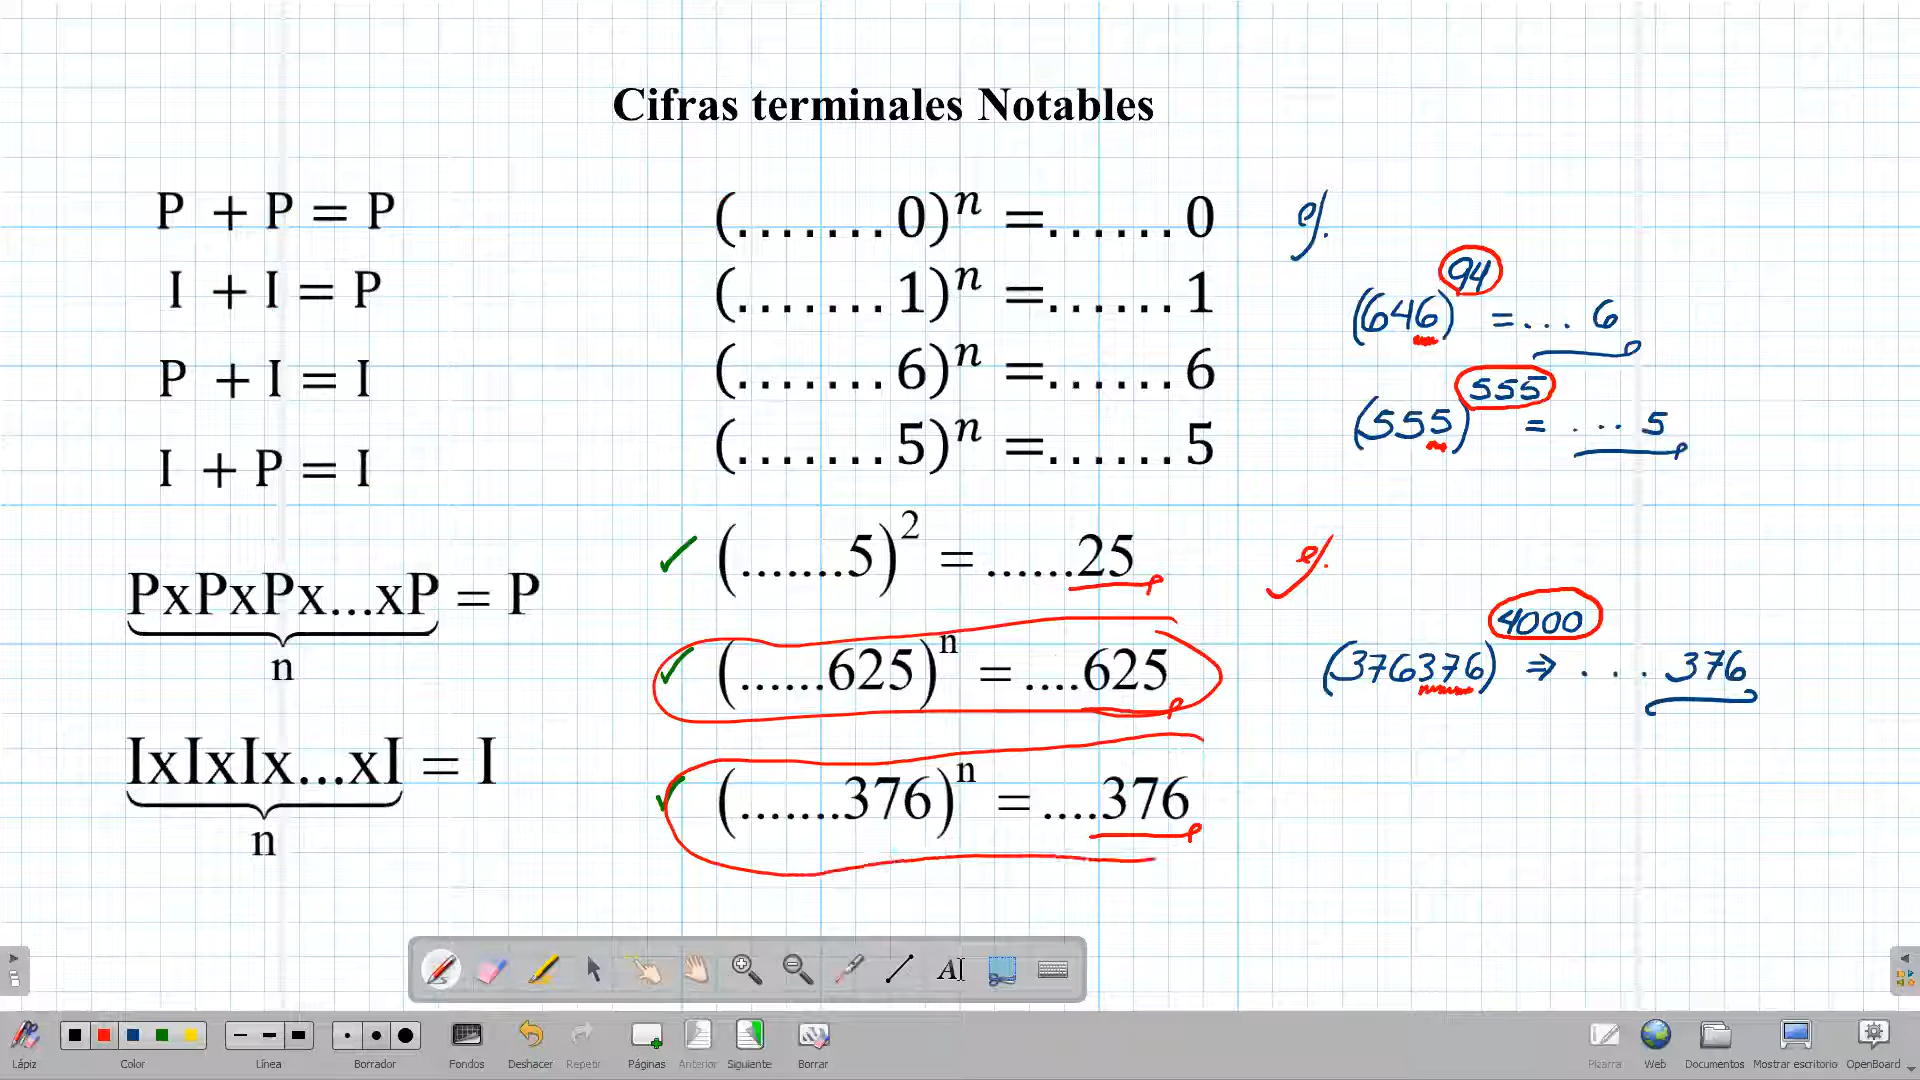 Cifras terminales Notables
P + P = P
I + I = P
P + I = I
I + P = I
PxPxPx...xP = P
n
IxIxIx...xI = I
n
(.......0)ⁿ =......0
(.......1)ⁿ =......1
(.......6)ⁿ =......6
(.......5)ⁿ =......5
(.......5)² = ......25
(......625)ⁿ = ....625
(.......376)ⁿ = ....376
ej.
(646)⁹⁴ = ... 6
(555)⁵⁵⁵ = ... 5
ej.
(376376)⁴⁰⁰⁰ ⇒ .... 376
Lápiz Color Línea Borrador Fondos Deshacer Repetir Páginas Anterior Siguiente Borrar Pizarra Web Documentos Mostrar escritorio OpenBoard